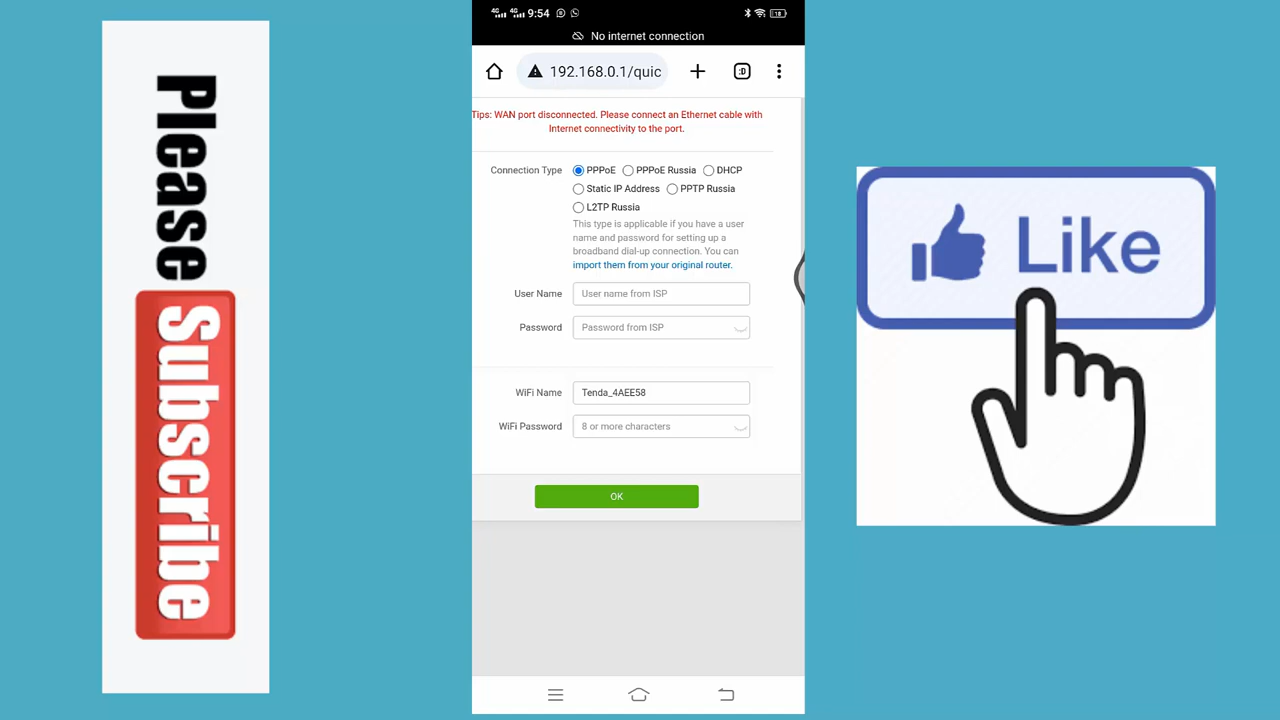 Please
Subscribe
4G 4G 9:54
18
No internet connection
192.168.0.1/quic
:D
Tips: WAN port disconnected. Please connect an Ethernet cable with
Internet connectivity to the port.
Connection Type PPPoE PPPoE Russia DHCP
Static IP Address PPTP Russia
L2TP Russia
This type is applicable if you have a user
name and password for setting up a
broadband dial-up connection. You can
import them from your original router.
User Name User name from ISP
Password Password from ISP
WiFi Name Tenda_4AEE58
WiFi Password 8 or more characters
OK
Like